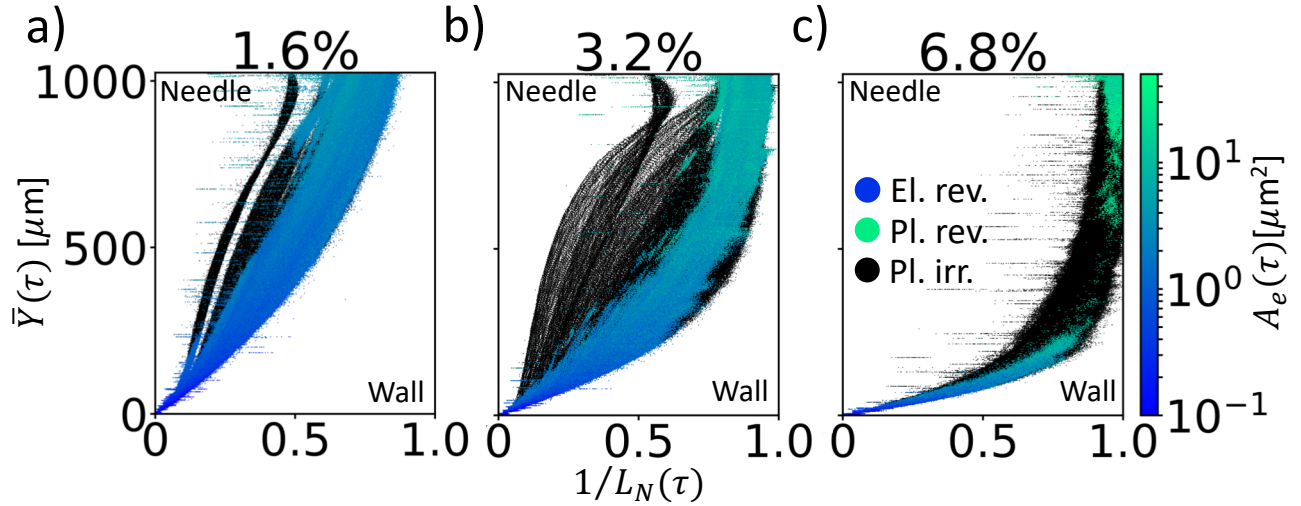 a)
1.6%
b)
3.2%
c)
6.8%
Needle
Needle
Needle
Wall
Wall
Wall
El. rev.
Pl. rev.
Pl. irr.
1000
500
0
Ȳ(τ) [μm]
0 0.5 1.0
0 0.5 1.0
0 0.5 1.0
1/L_N(τ)
10¹
10⁰
10⁻¹
A_e(τ)[μm²]